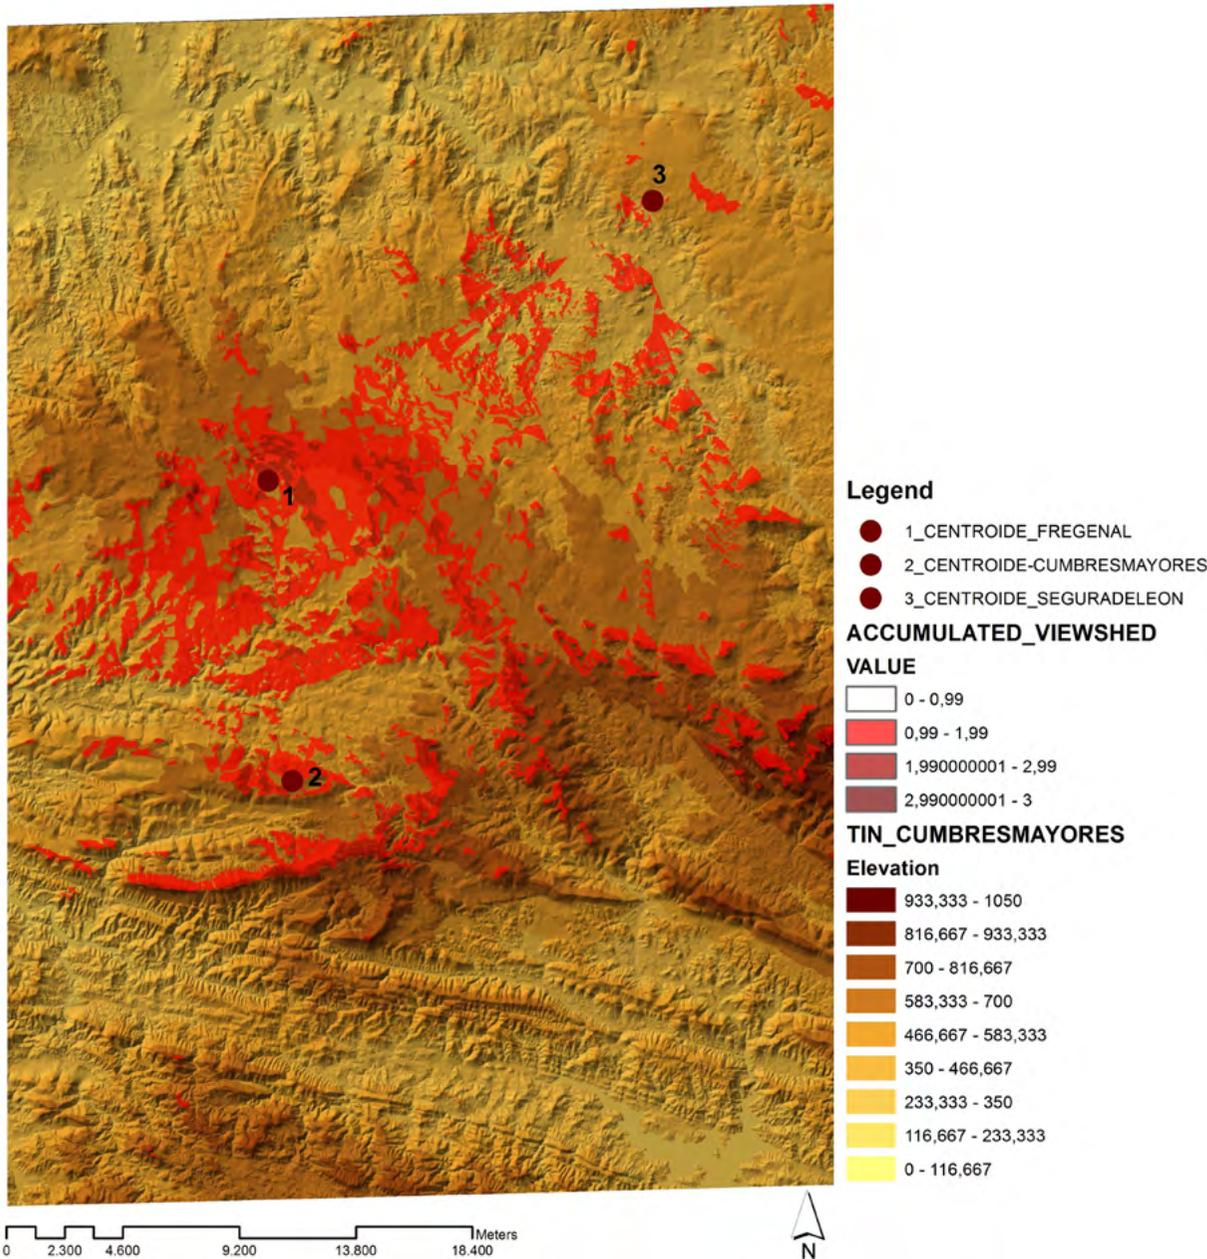 3
1
2
Legend
1_CENTROIDE_FREGENAL
2_CENTROIDE-CUMBRESMAYORES
3_CENTROIDE_SEGURADELEON
ACCUMULATED_VIEWSHED
VALUE
0 - 0,99
0,99 - 1,99
1,990000001 - 2,99
2,990000001 - 3
TIN_CUMBRESMAYORES
Elevation
933,333 - 1050
816,667 - 933,333
700 - 816,667
583,333 - 700
466,667 - 583,333
350 - 466,667
233,333 - 350
116,667 - 233,333
0 - 116,667
Meters
0 2.300 4.600 9.200 13.800 18.400
N